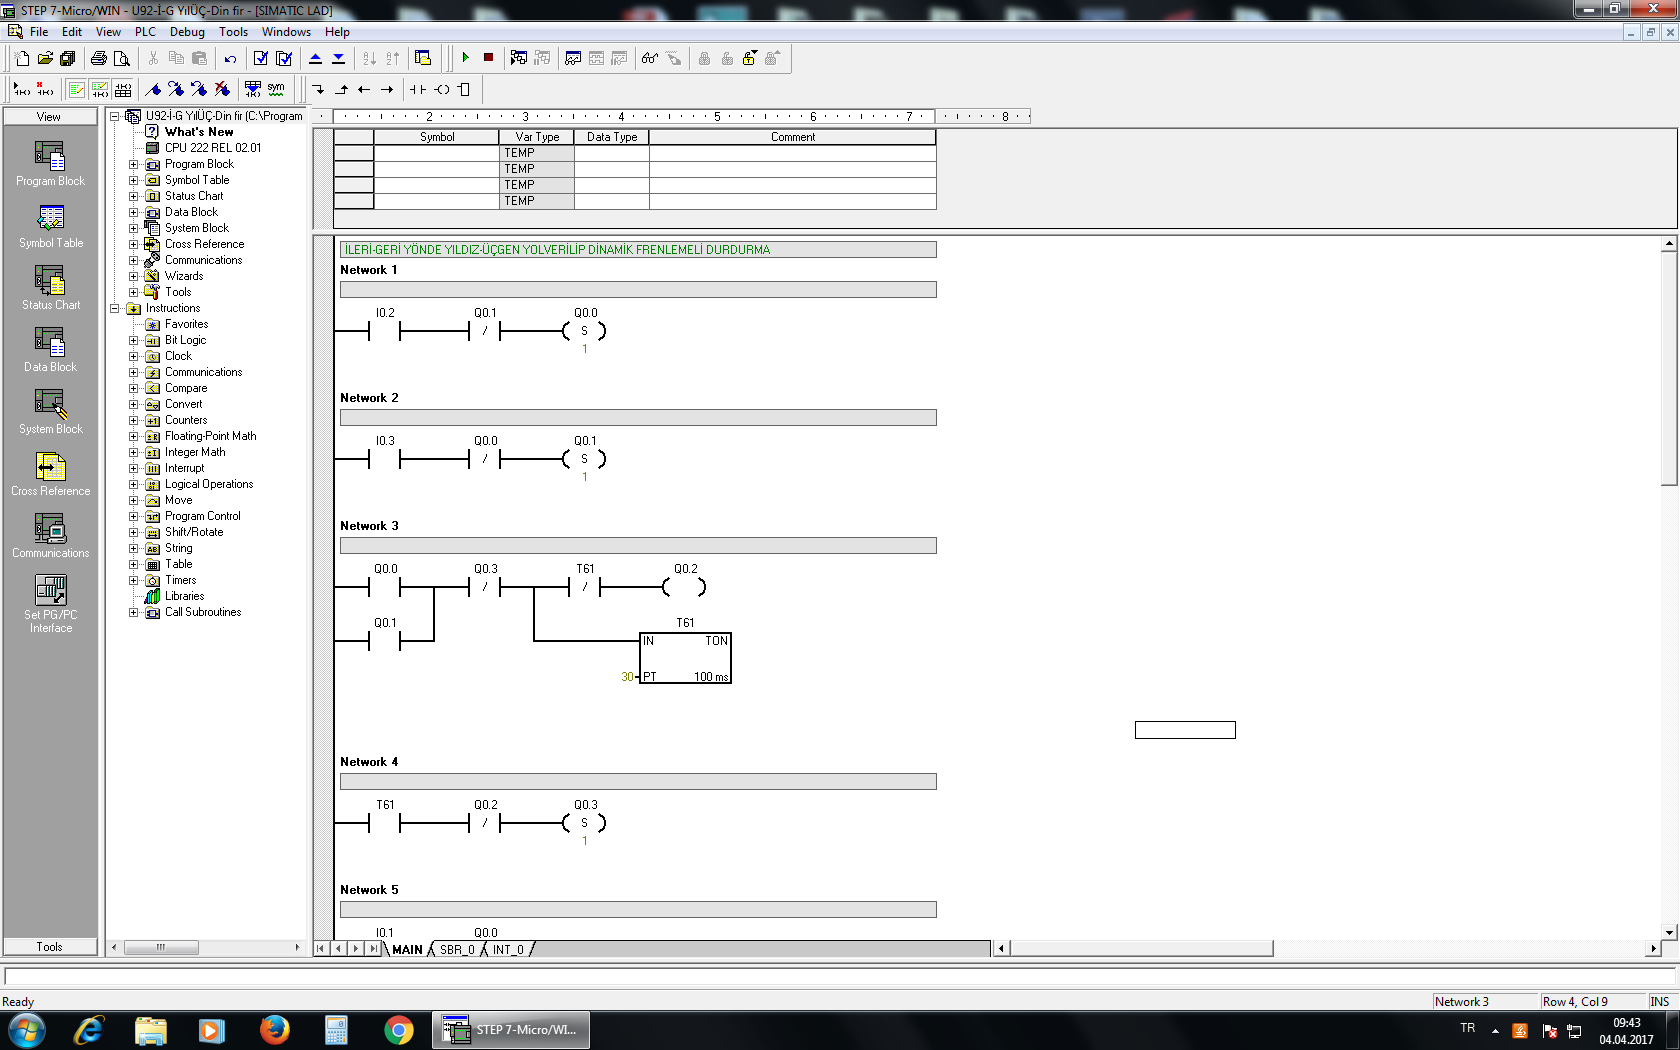 STEP 7-Micro/WIN - U92-İ-G YılÜÇ-Din fir - [SIMATIC LAD]
File Edit View PLC Debug Tools Windows Help
sym
View
Program Block
Symbol Table
Status Chart
Data Block
System Block
Cross Reference
Communications
Set PG/PC
Interface
Tools
U92-İ-G YılÜÇ-Din fir (C:\Program
What's New
CPU 222 REL 02.01
Program Block
Symbol Table
Status Chart
Data Block
System Block
Cross Reference
Communications
Wizards
Tools
Instructions
Favorites
Bit Logic
Clock
Communications
Compare
Convert
Counters
Floating-Point Math
Integer Math
Interrupt
Logical Operations
Move
Program Control
Shift/Rotate
String
Table
Timers
Libraries
Call Subroutines
2 3 4 5 6 7 8
Symbol Var Type Data Type Comment
TEMP
TEMP
TEMP
TEMP
İLERİ-GERİ YÖNDE YILDIZ-ÜÇGEN YOLVERİLİP DİNAMİK FRENLEMELİ DURDURMA
Network 1
I0.2 Q0.1 Q0.0
/ S
1
Network 2
I0.3 Q0.0 Q0.1
/ S
1
Network 3
Q0.0 Q0.3 T61 Q0.2
/ /
Q0.1 T61
IN TON
30 PT 100 ms
Network 4
T61 Q0.2 Q0.3
/ S
1
Network 5
I0.1 Q0.0
MAIN SBR_0 INT_0
Ready
Network 3 Row 4, Col 9 INS
STEP 7-Micro/WI...
TR
09:43
04.04.2017